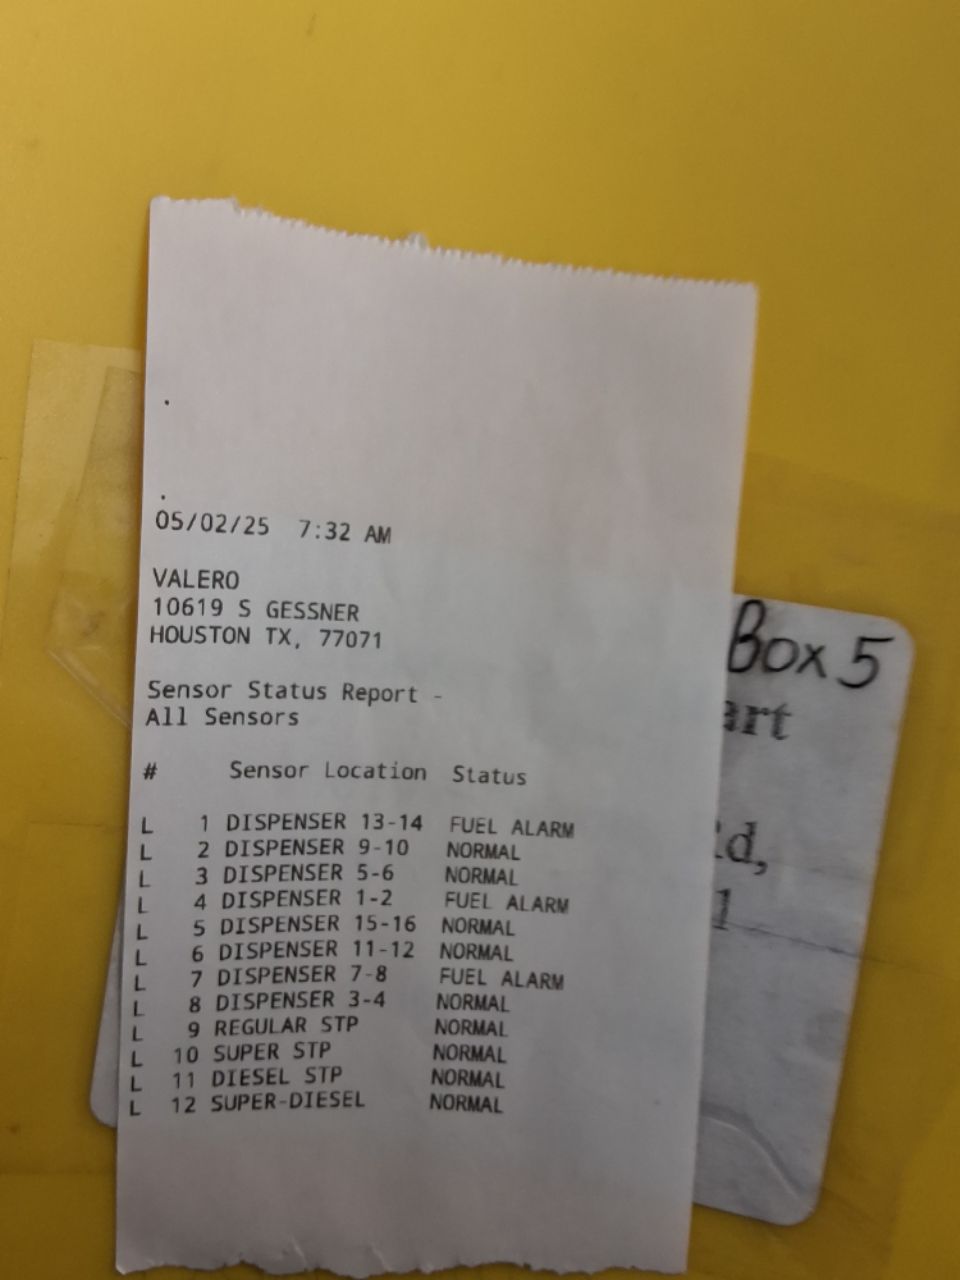 05/02/25 7:32 AM
VALERO
10619 S GESSNER
HOUSTON TX, 77071
Sensor Status Report -
All Sensors
# Sensor Location Status
L 1 DISPENSER 13-14 FUEL ALARM
L 2 DISPENSER 9-10 NORMAL
L 3 DISPENSER 5-6 NORMAL
L 4 DISPENSER 1-2 FUEL ALARM
L 5 DISPENSER 15-16 NORMAL
L 6 DISPENSER 11-12 NORMAL
L 7 DISPENSER 7-8 FUEL ALARM
L 8 DISPENSER 3-4 NORMAL
L 9 REGULAR STP NORMAL
L 10 SUPER STP NORMAL
L 11 DIESEL STP NORMAL
L 12 SUPER-DIESEL NORMAL
Box 5